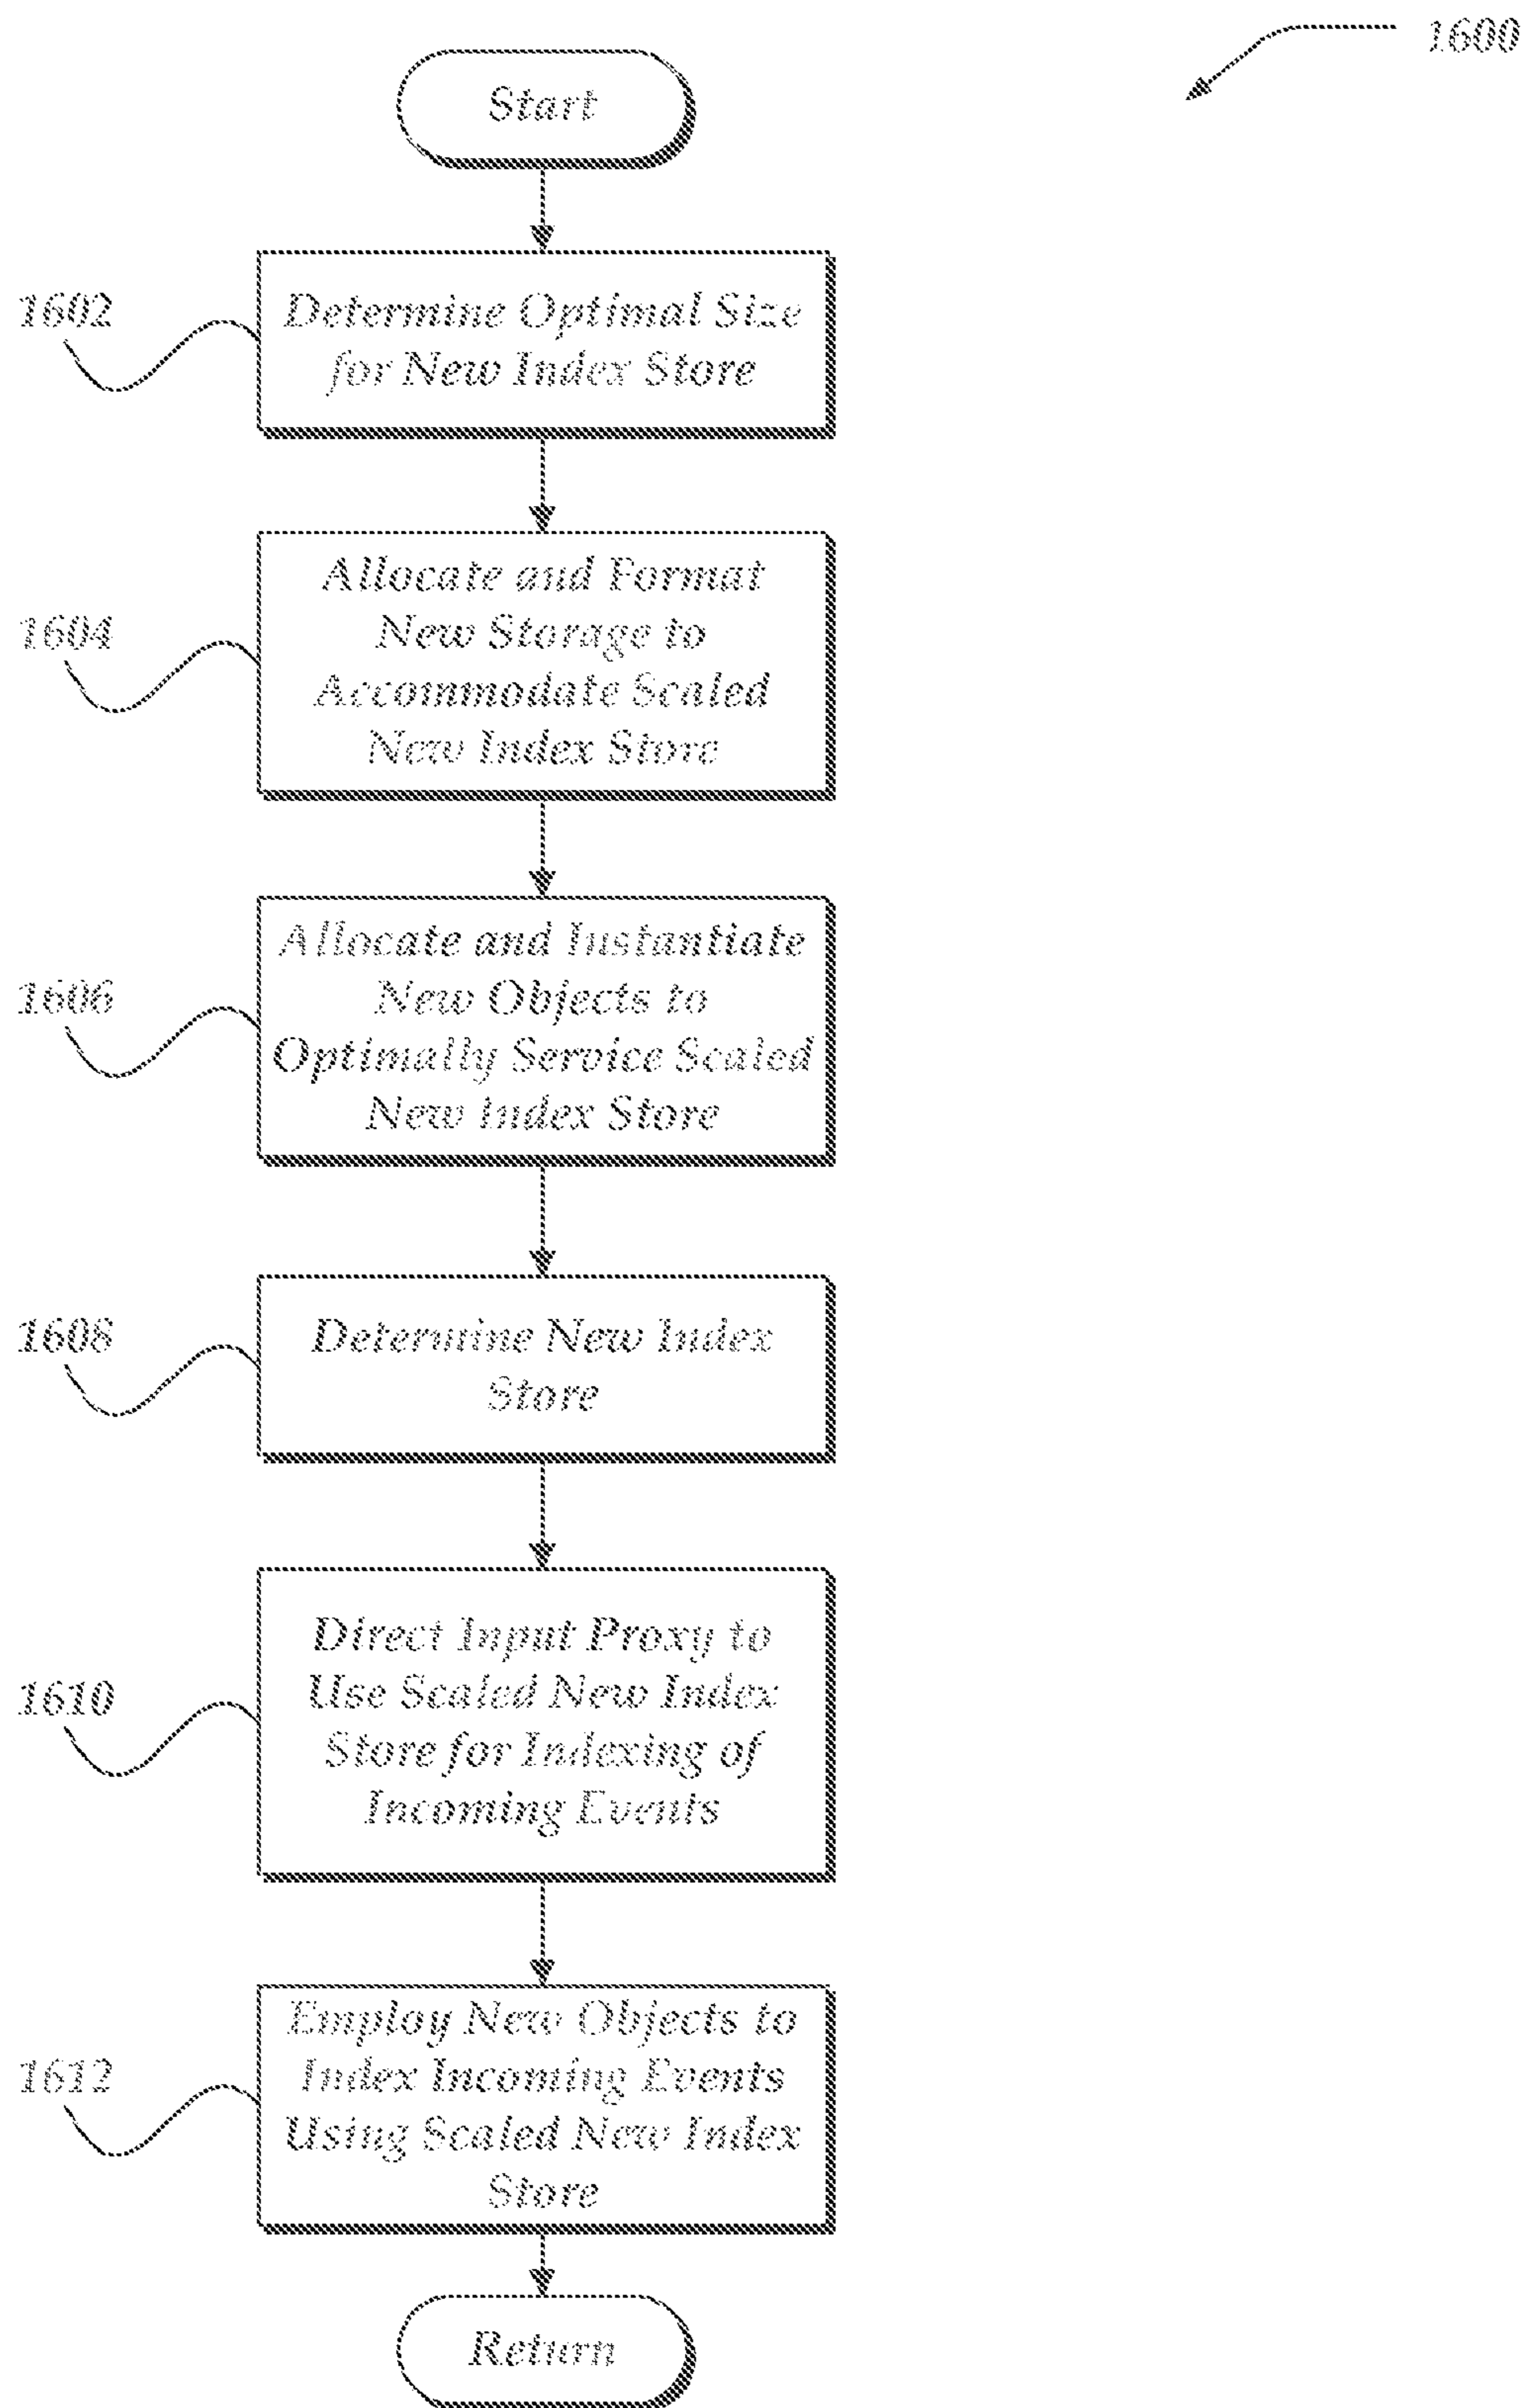 1600
Start
1602
Determine Optimal Size
for New Index Store
1604
Allocate and Format
New Storage to
Accommodate Scaled
New Index Store
1606
Allocate and Instantiate
New Objects to
Optimally Service Scaled
New Index Store
1608
Determine New Index
Store
1610
Direct Input Proxy to
Use Scaled New Index
Store for Indexing of
Incoming Events
1612
Employ New Objects to
Index Incoming Events
Using Scaled New Index
Store
Return